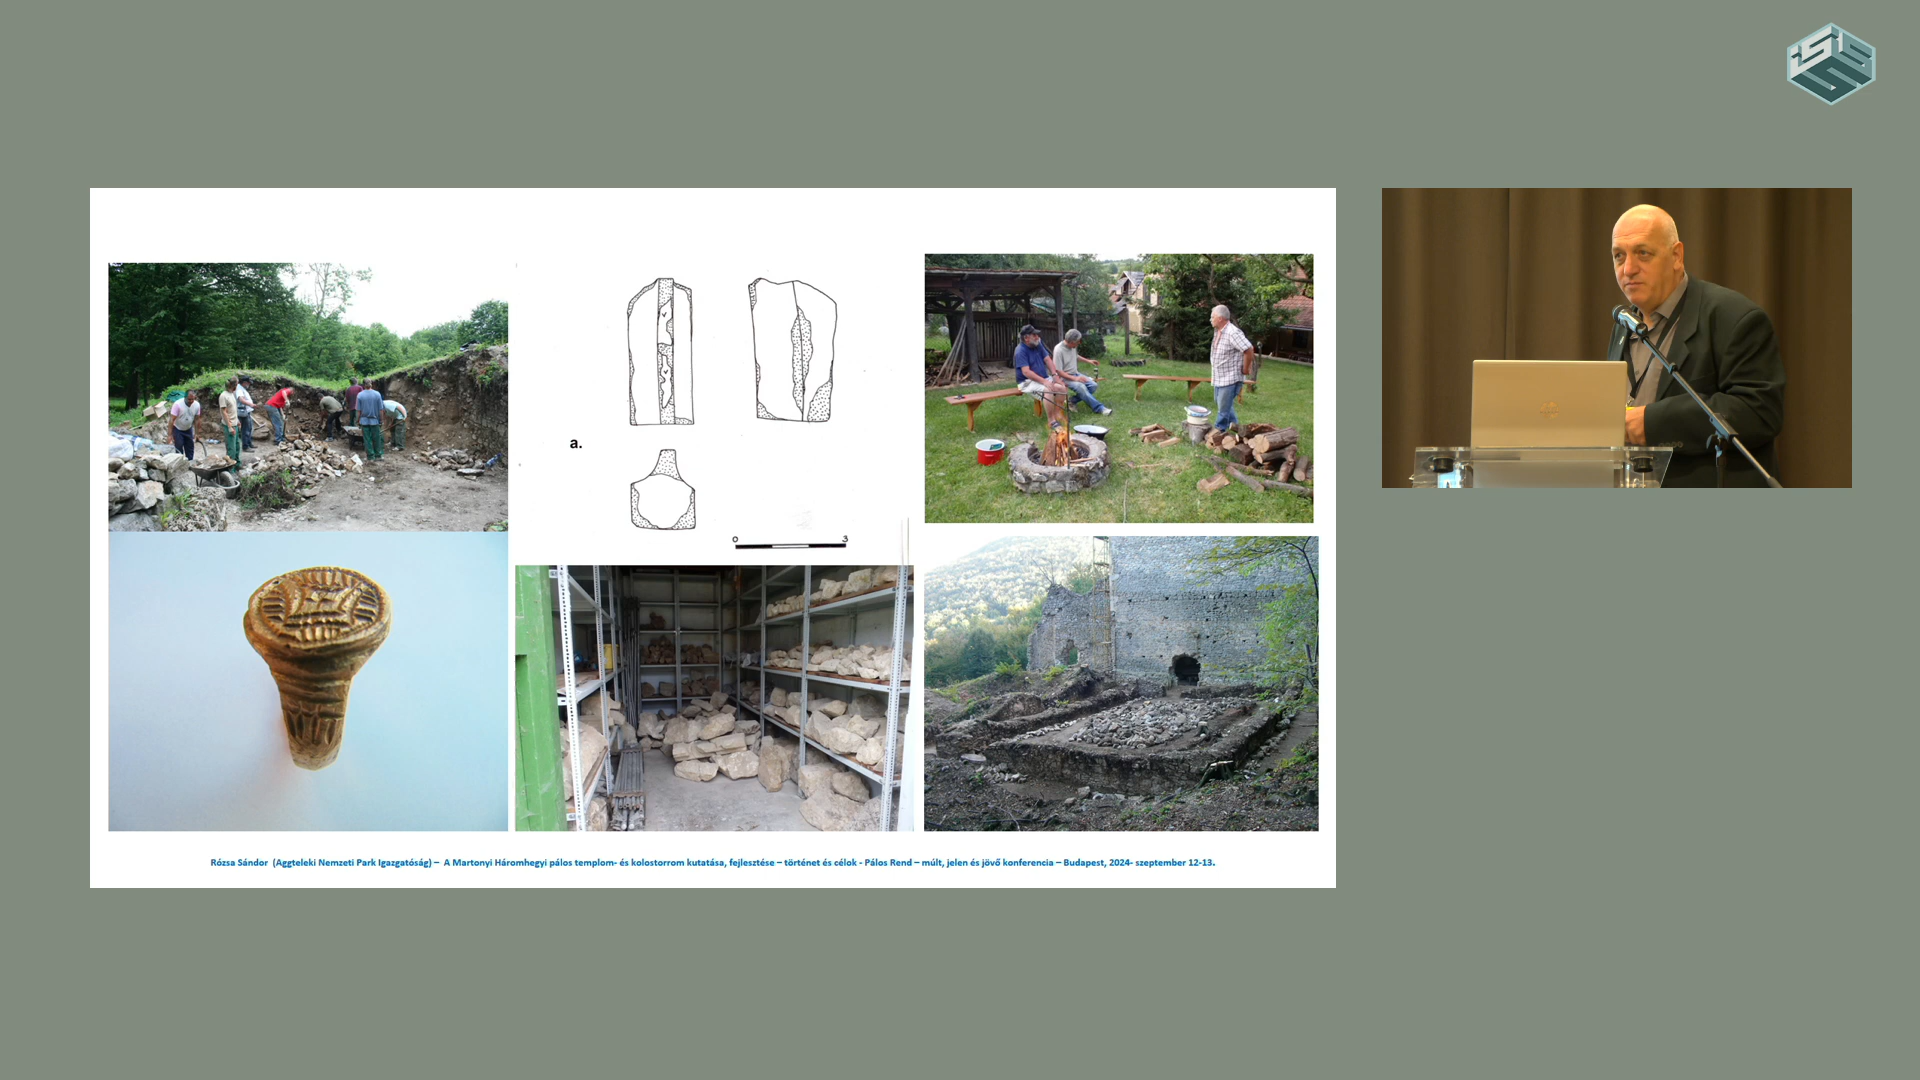 a.
0 3
Rózsa Sándor (Aggteleki Nemzeti Park Igazgatóság) – A Martonyi Háromhegyi pálos templom- és kolostorrom kutatása, fejlesztése – történet és célok - Pálos Rend – múlt, jelen és jövő konferencia – Budapest, 2024- szeptember 12-13.